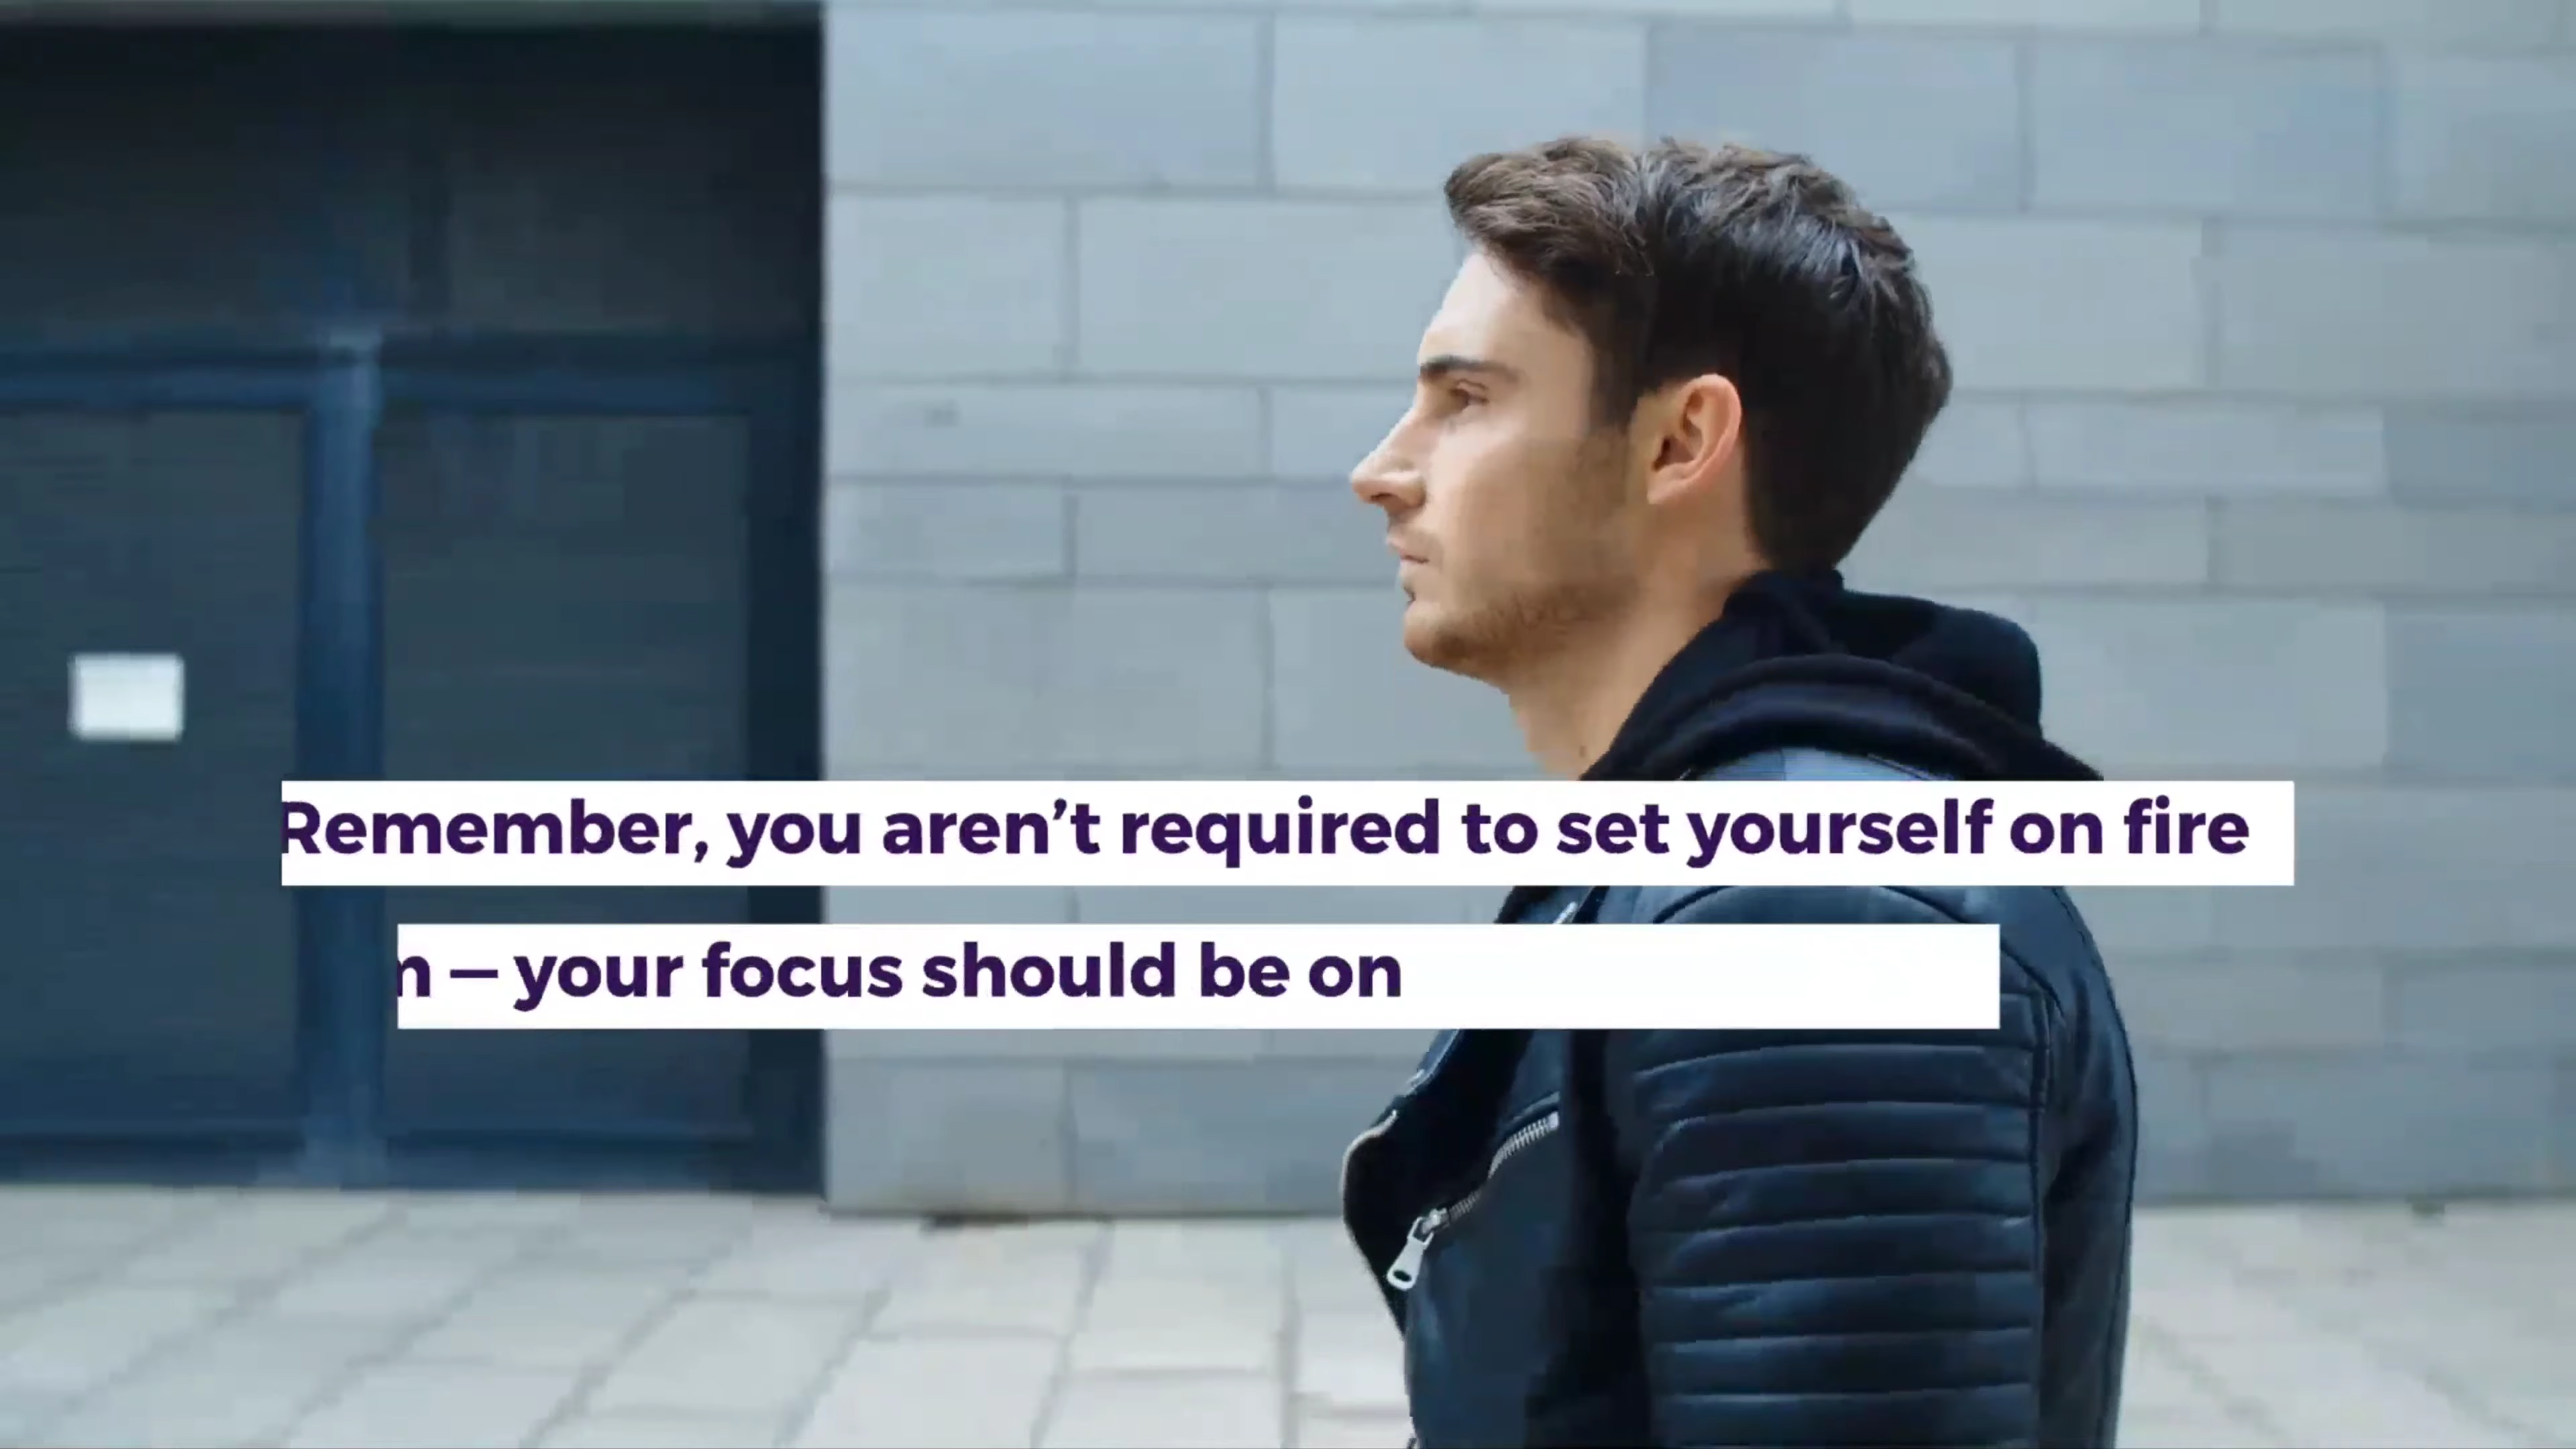 Remember, you aren’t required to set yourself on fire
– your focus should be on